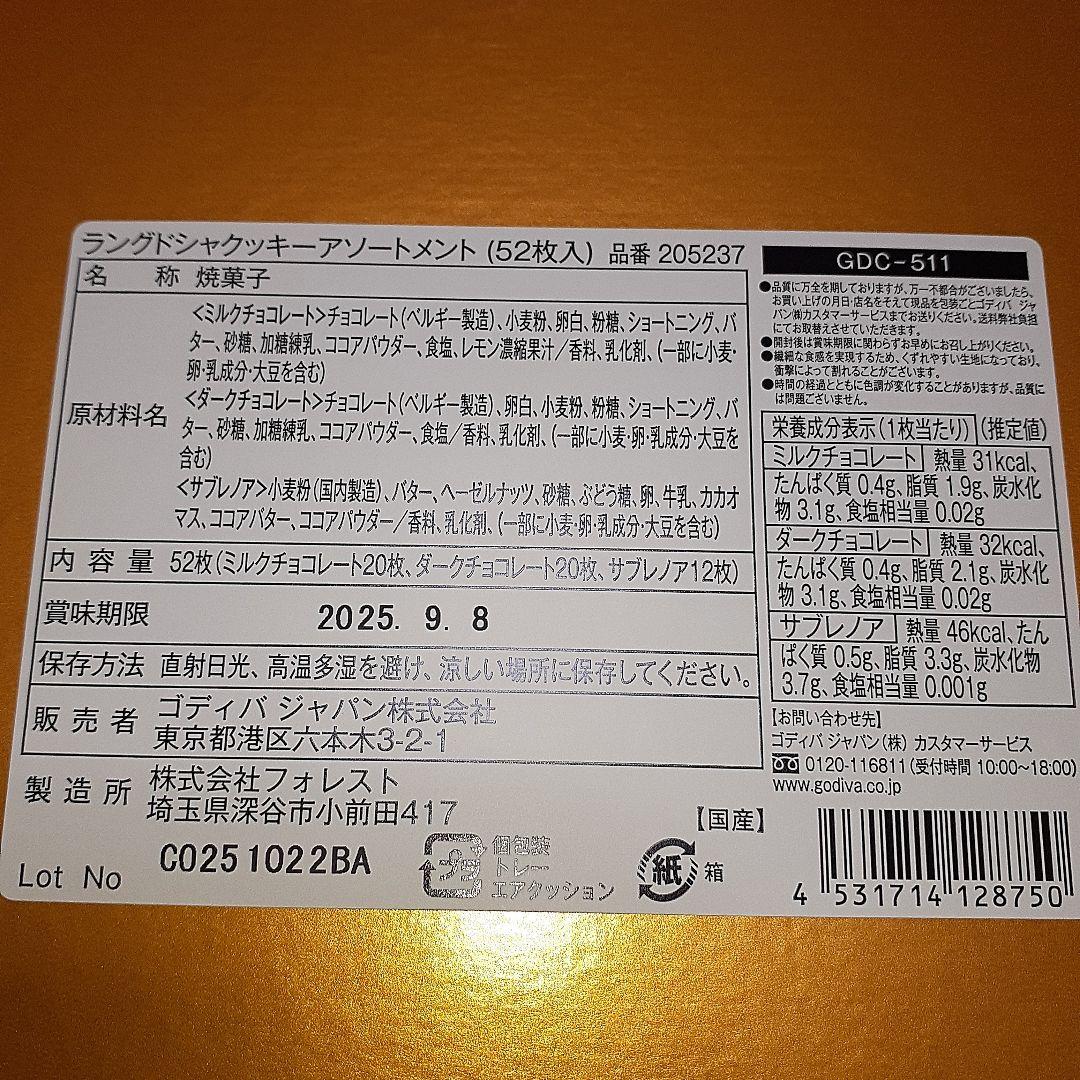 ラングドシャクッキーアソートメント (52枚入) 品番 205237
名 称 焼菓子
原材料名
<ミルクチョコレート>チョコレート(ベルギー製造)、小麦粉、卵白、粉糖、ショートニング、バ
ター、砂糖、加糖練乳、ココアパウダー、食塩、レモン濃縮果汁/香料、乳化剤、(一部に小麦・
卵・乳成分・大豆を含む)
<ダークチョコレート>チョコレート(ベルギー製造)、卵白、小麦粉、粉糖、ショートニング、バ
ター、砂糖、加糖練乳、ココアパウダー、食塩/香料、乳化剤、(一部に小麦・卵・乳成分・大豆を
含む)
<サブレノア>小麦粉(国内製造)、バター、ヘーゼルナッツ、砂糖、ぶどう糖、卵、牛乳、カカオ
マス、ココアバター、ココアパウダー/香料、乳化剤、(一部に小麦・卵・乳成分・大豆を含む)
内容量 52枚(ミルクチョコレート20枚、ダークチョコレート20枚、サブレノア12枚)
賞味期限 2025. 9. 8
保存方法 直射日光、高温多湿を避け、涼しい場所に保存してください。
販売者 ゴディバ ジャパン株式会社
東京都港区六本木3-2-1
製造所 株式会社フォレスト
埼玉県深谷市小前田417
【国産】
Lot No C0251022BA
プラ
個包装
トレー
エアクッション
紙 箱
GDC-511
●品質に万全を期しておりますが、万一不都合がございましたら、
お買い上げの月日・店名をそえて現品を包装ごとゴディバ ジャ
パン㈱カスタマーサービスまでお送りください。送料弊社負担
にてお取替えさせていただきます。
●開封後は賞味期限に関わらずお早めにお召し上がりください。
●繊細な食感を実現するため、くずれやすい生地になっており、
衝撃によって割れることがございます。
●時間の経過とともに色調が変化することがありますが、品質に
は問題ございません。
栄養成分表示(1枚当たり)(推定値)
ミルクチョコレート 熱量 31kcal、
たんぱく質 0.4g、脂質 1.9g、炭水化
物 3.1g、食塩相当量 0.02g
ダークチョコレート 熱量 32kcal、
たんぱく質 0.4g、脂質 2.1g、炭水化
物 3.1g、食塩相当量 0.02g
サブレノア 熱量 46kcal、たん
ぱく質 0.5g、脂質 3.3g、炭水化物
3.7g、食塩相当量 0.001g
【お問い合わせ先】
ゴディバ ジャパン(株) カスタマーサービス
0120-116811(受付時間 10:00~18:00)
www.godiva.co.jp
4 531714 128750